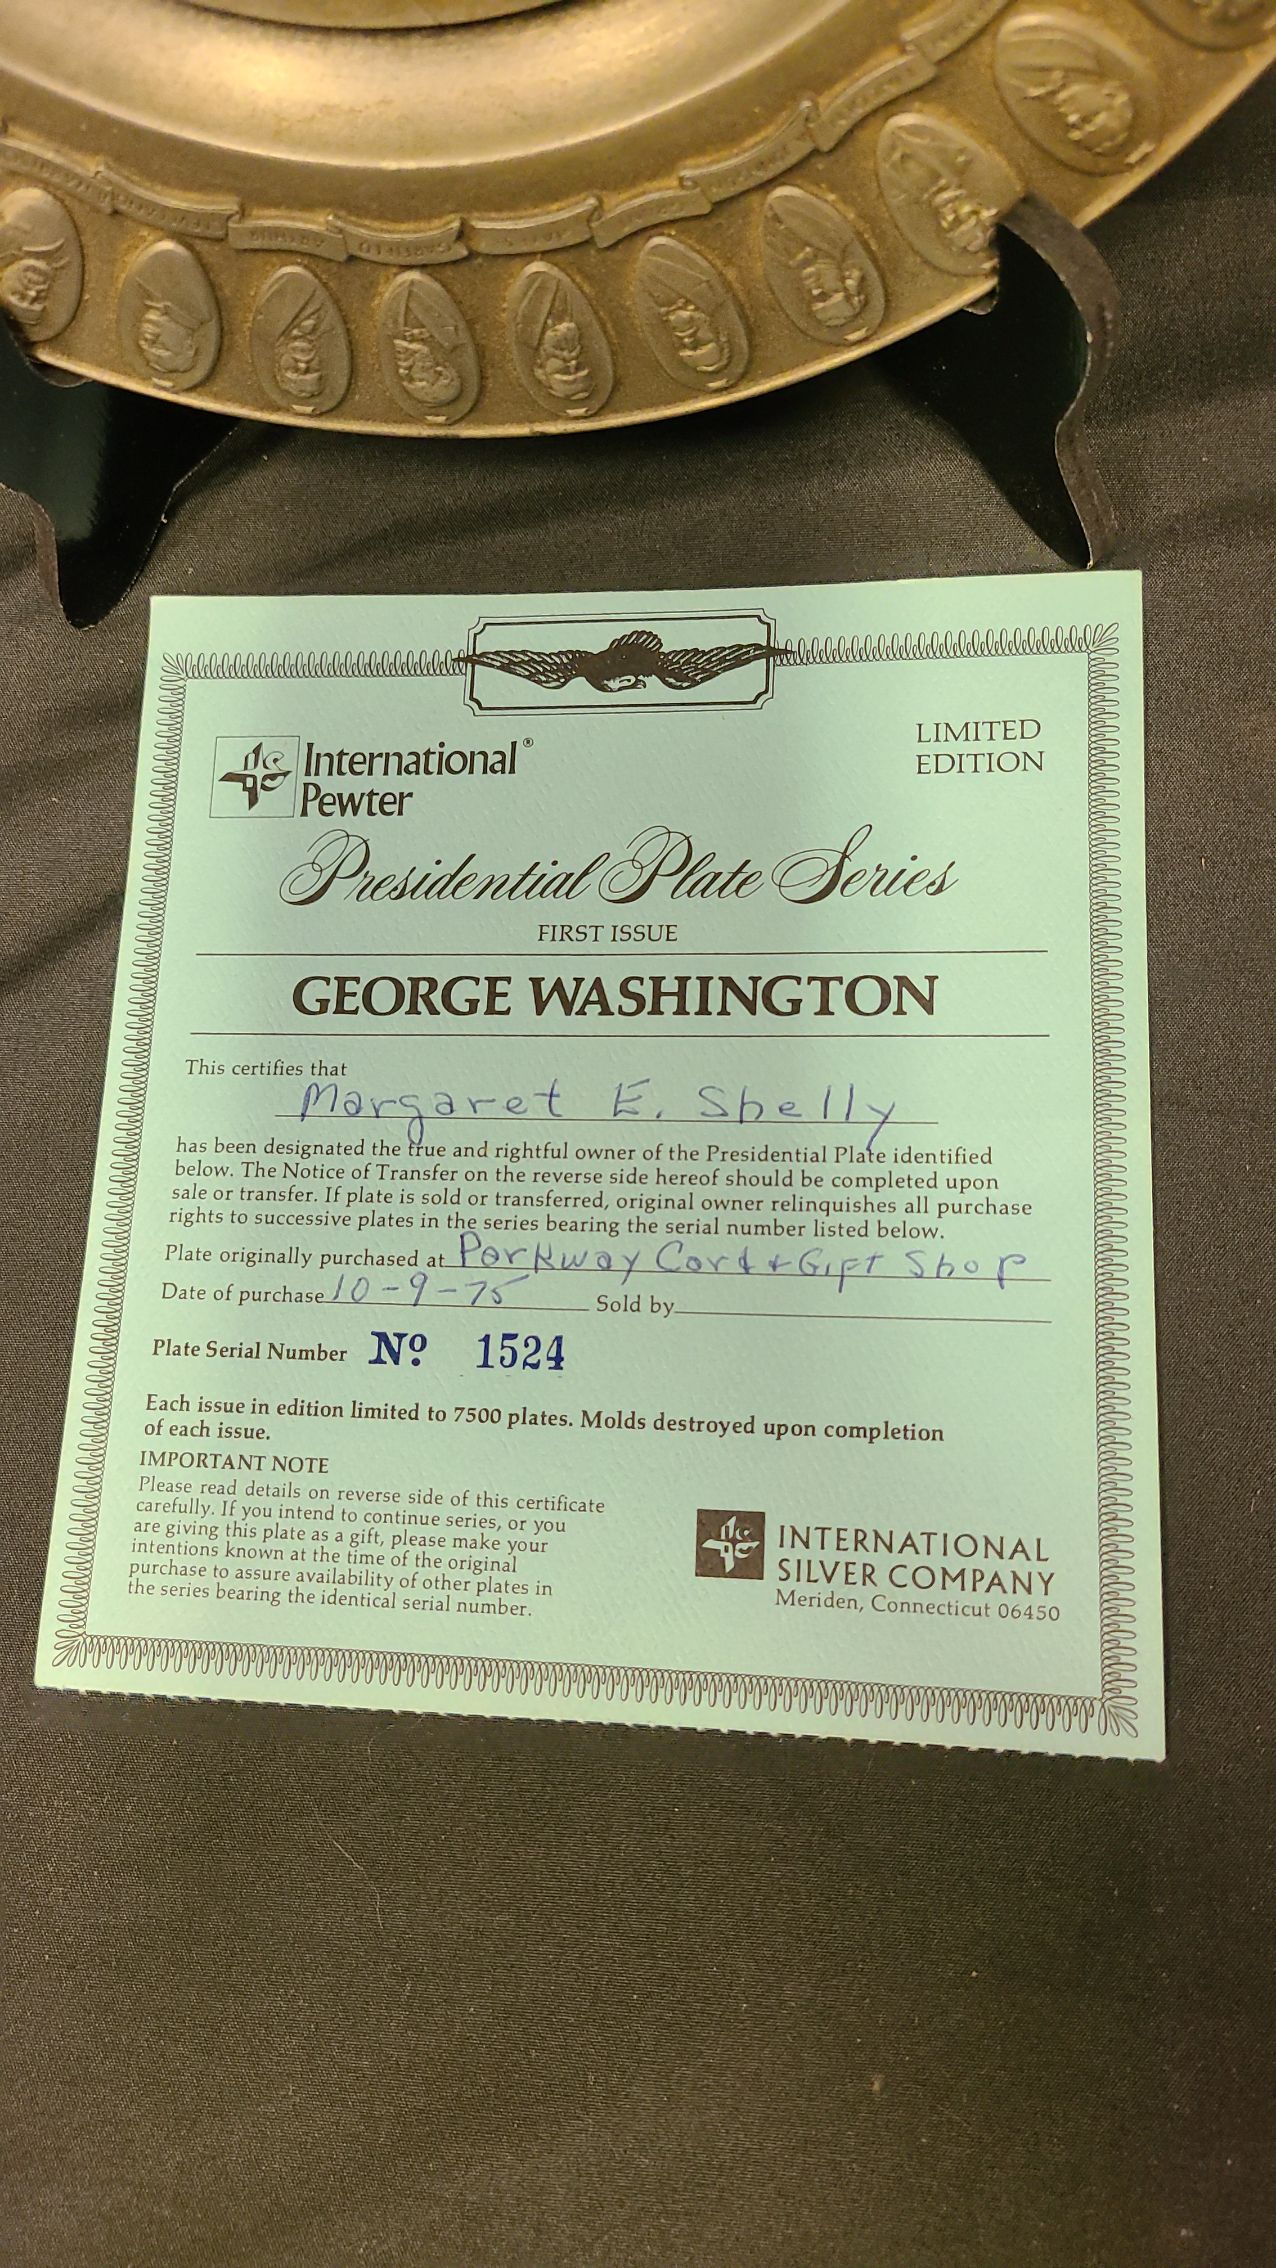 International®
Pewter
LIMITED
EDITION
Presidential Plate Series
FIRST ISSUE
GEORGE WASHINGTON
This certifies that
Margaret E. Shelly
has been designated the true and rightful owner of the Presidential Plate identified
below. The Notice of Transfer on the reverse side hereof should be completed upon
sale or transfer. If plate is sold or transferred, original owner relinquishes all purchase
rights to successive plates in the series bearing the serial number listed below.
Plate originally purchased at Parkway Card + Gift Shop
Date of purchase 10-9-75 Sold by
Plate Serial Number Nº 1524
Each issue in edition limited to 7500 plates. Molds destroyed upon completion
of each issue.
IMPORTANT NOTE
Please read details on reverse side of this certificate
carefully. If you intend to continue series, or you
are giving this plate as a gift, please make your
intentions known at the time of the original
purchase to assure availability of other plates in
the series bearing the identical serial number.
INTERNATIONAL
SILVER COMPANY
Meriden, Connecticut 06450